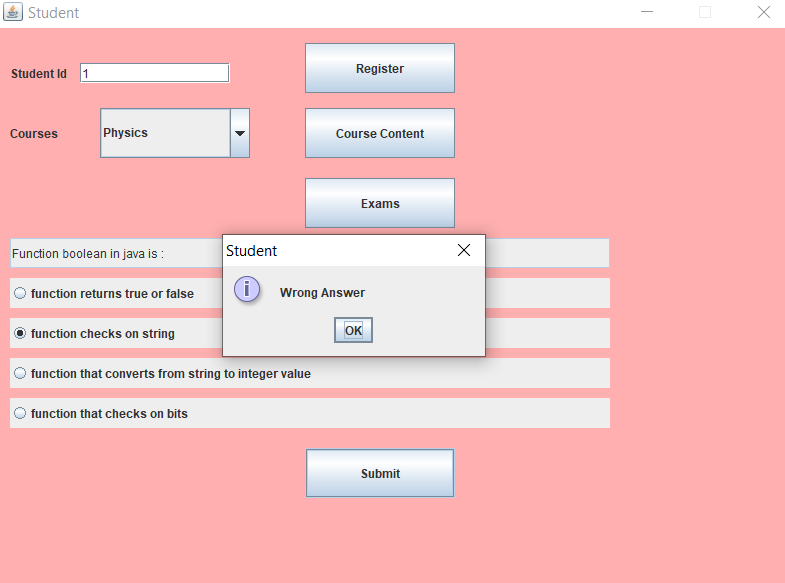 Student
Student Id 1
Register
Courses Physics
Course Content
Exams
Function boolean in java is :
function returns true or false
function checks on string
function that converts from string to integer value
function that checks on bits
Submit
Student
Wrong Answer
OK